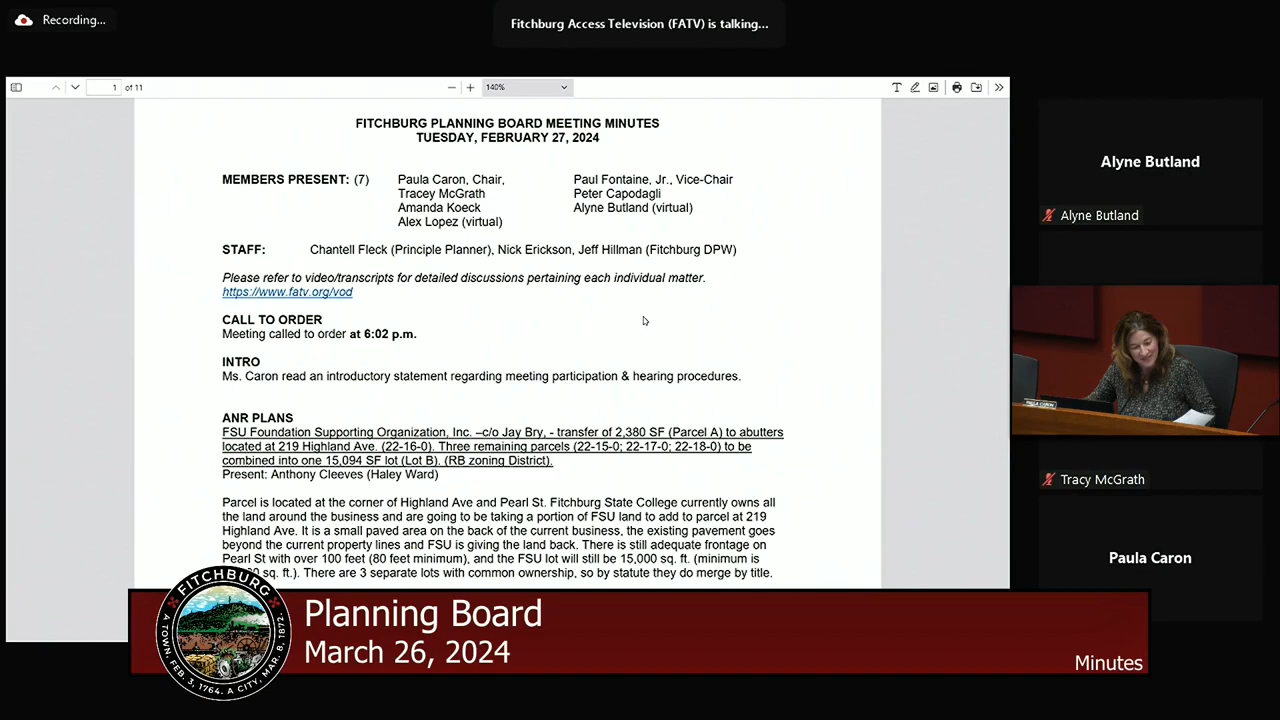 Recording...
Fitchburg Access Television (FATV) is talking...
1 of 11
140%
FITCHBURG PLANNING BOARD MEETING MINUTES
TUESDAY, FEBRUARY 27, 2024
MEMBERS PRESENT: (7) Paula Caron, Chair, Paul Fontaine, Jr., Vice-Chair
Tracey McGrath Peter Capodagli
Amanda Koeck Alyne Butland (virtual)
Alex Lopez (virtual)
STAFF: Chantell Fleck (Principle Planner), Nick Erickson, Jeff Hillman (Fitchburg DPW)
Please refer to video/transcripts for detailed discussions pertaining each individual matter.
https://www.fatv.org/vod
CALL TO ORDER
Meeting called to order at 6:02 p.m.
INTRO
Ms. Caron read an introductory statement regarding meeting participation & hearing procedures.
ANR PLANS
FSU Foundation Supporting Organization, Inc. –c/o Jay Bry, - transfer of 2,380 SF (Parcel A) to abutters
located at 219 Highland Ave. (22-16-0). Three remaining parcels (22-15-0; 22-17-0; 22-18-0) to be
combined into one 15,094 SF lot (Lot B). (RB zoning District).
Present: Anthony Cleeves (Haley Ward)
Parcel is located at the corner of Highland Ave and Pearl St. Fitchburg State College currently owns all
the land around the business and are going to be taking a portion of FSU land to add to parcel at 219
Highland Ave. It is a small paved area on the back of the current business, the existing pavement goes
beyond the current property lines and FSU is giving the land back. There is still adequate frontage on
Pearl St with over 100 feet (80 feet minimum), and the FSU lot will still be 15,000 sq. ft. (minimum is
sq. ft.). There are 3 separate lots with common ownership, so by statute they do merge by title.
Alyne Butland
Alyne Butland
PAULA CARON
Tracy McGrath
Paula Caron
FITCHBURG
A TOWN. FEB. 3, 1764. A CITY, MAR. 8, 1872.
Planning Board
March 26, 2024
Minutes